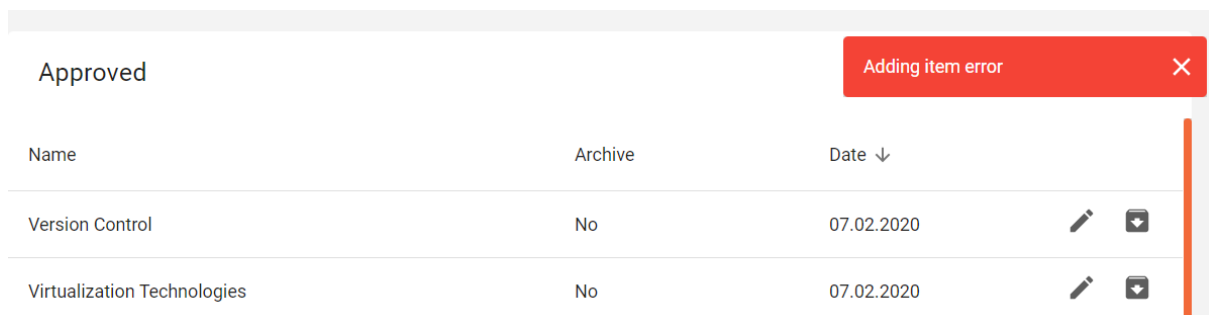 Approved
Adding item error
Name Archive Date
Version Control No 07.02.2020
Virtualization Technologies No 07.02.2020